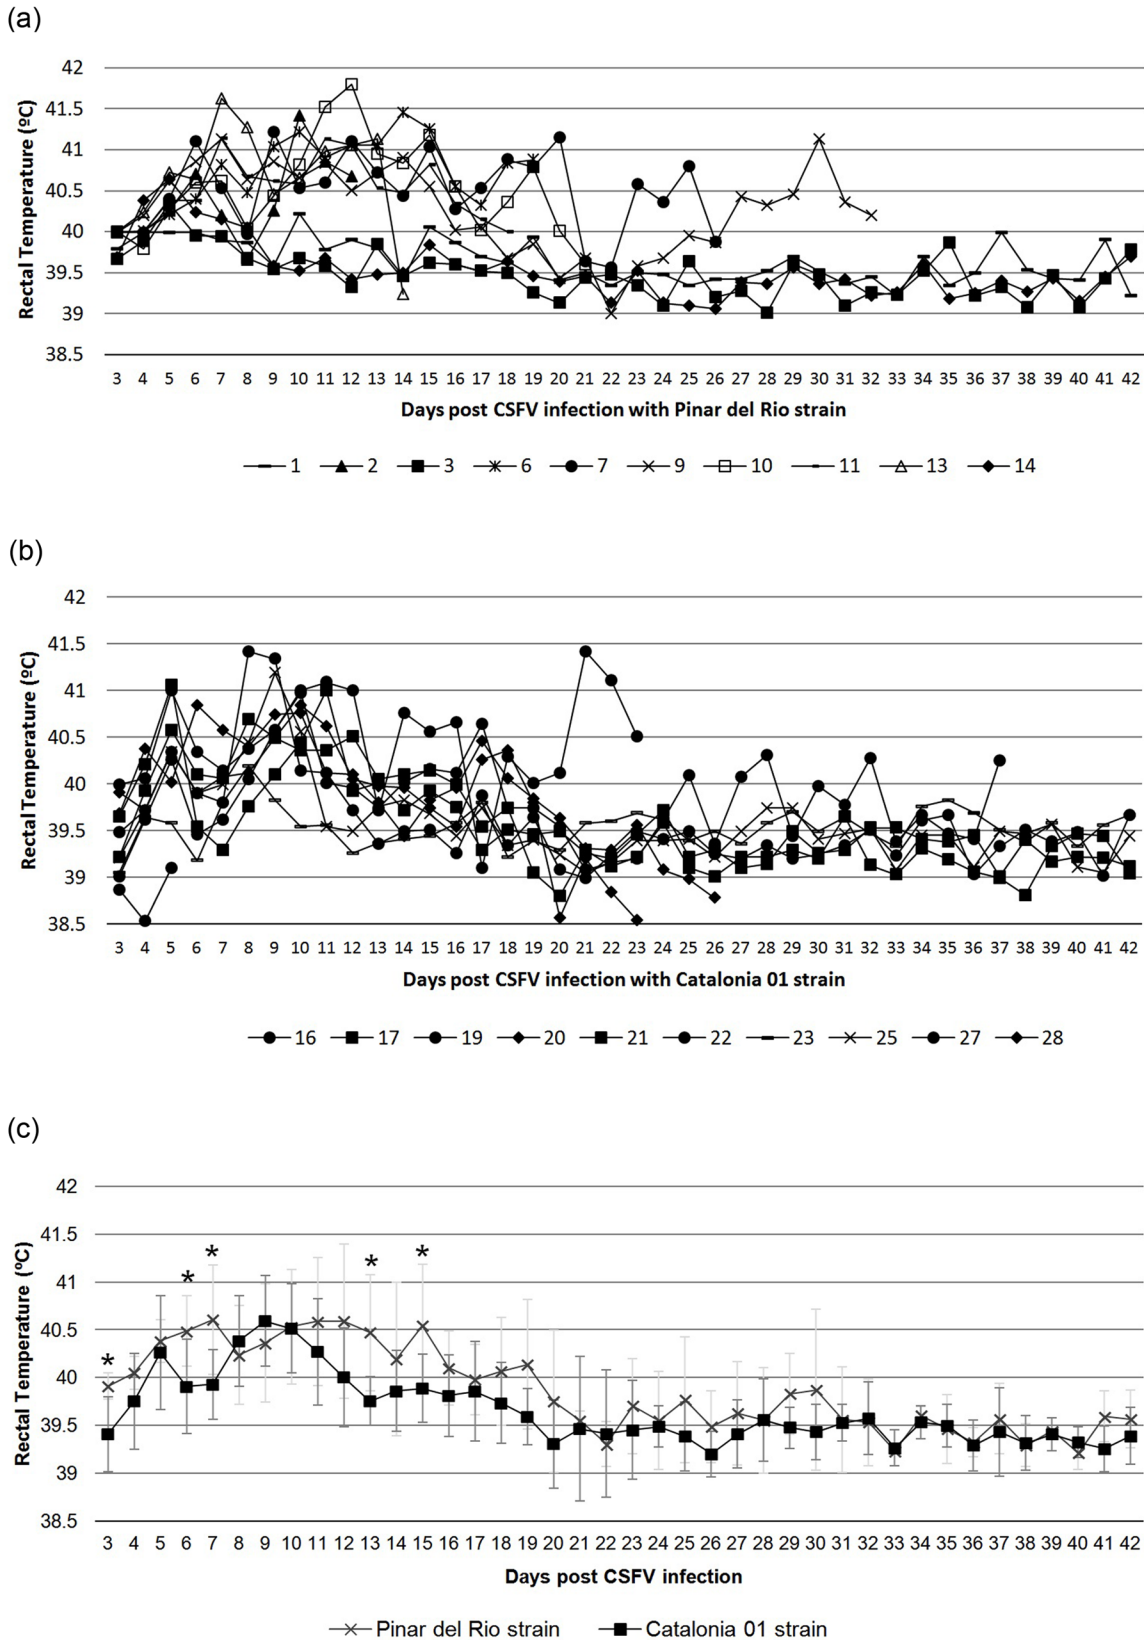 (a)
42
41.5
41
40.5
40
39.5
39
38.5
Rectal Temperature (ºC)
3 4 5 6 7 8 9 10 11 12 13 14 15 16 17 18 19 20 21 22 23 24 25 26 27 28 29 30 31 32 33 34 35 36 37 38 39 40 41 42
Days post CSFV infection with Pinar del Rio strain
1 2 3 6 7 9 10 11 13 14
(b)
42
41.5
41
40.5
40
39.5
39
38.5
Rectal Temperature (ºC)
3 4 5 6 7 8 9 10 11 12 13 14 15 16 17 18 19 20 21 22 23 24 25 26 27 28 29 30 31 32 33 34 35 36 37 38 39 40 41 42
Days post CSFV infection with Catalonia 01 strain
16 17 19 20 21 22 23 25 27 28
(c)
42
41.5
41
40.5
40
39.5
39
38.5
Rectal Temperature (ºC)
* * * * *
3 4 5 6 7 8 9 10 11 12 13 14 15 16 17 18 19 20 21 22 23 24 25 26 27 28 29 30 31 32 33 34 35 36 37 38 39 40 41 42
Days post CSFV infection
Pinar del Rio strain Catalonia 01 strain